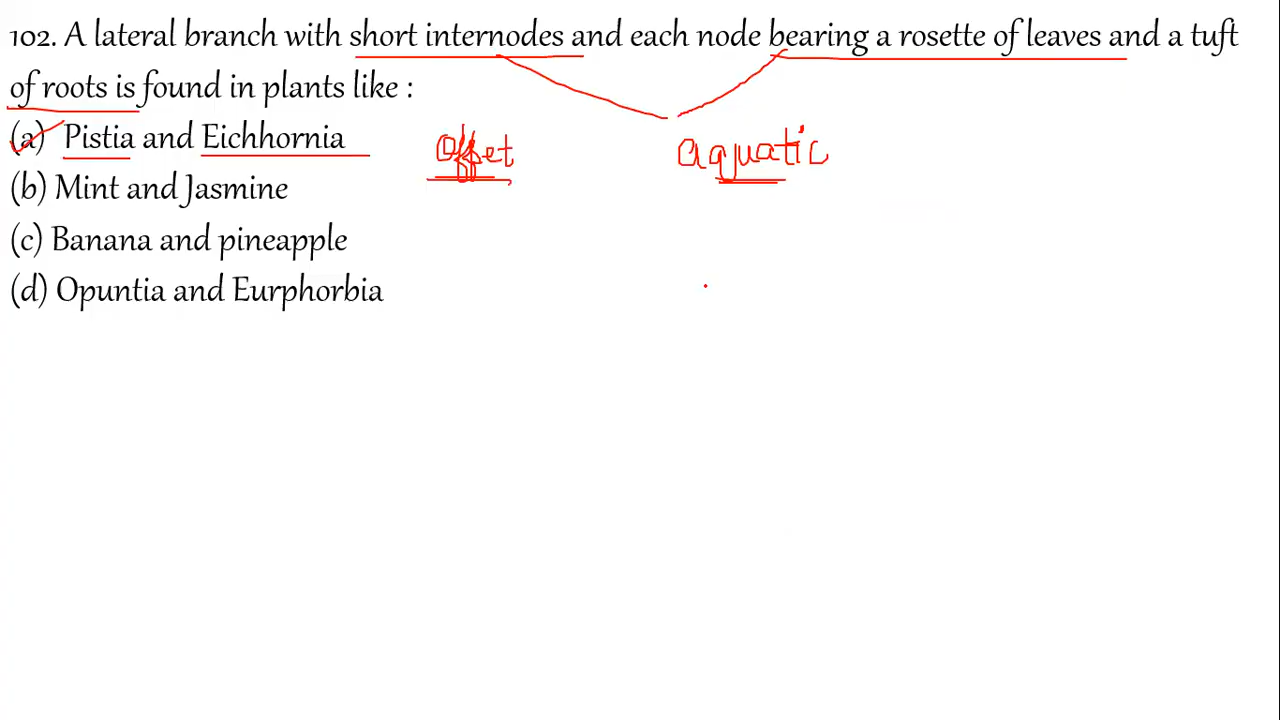 102. A lateral branch with short internodes and each node bearing a rosette of leaves and a tuft
of roots is found in plants like :
(a) Pistia and Eichhornia
offet
aquatic
(b) Mint and Jasmine
(c) Banana and pineapple
(d) Opuntia and Eurphorbia